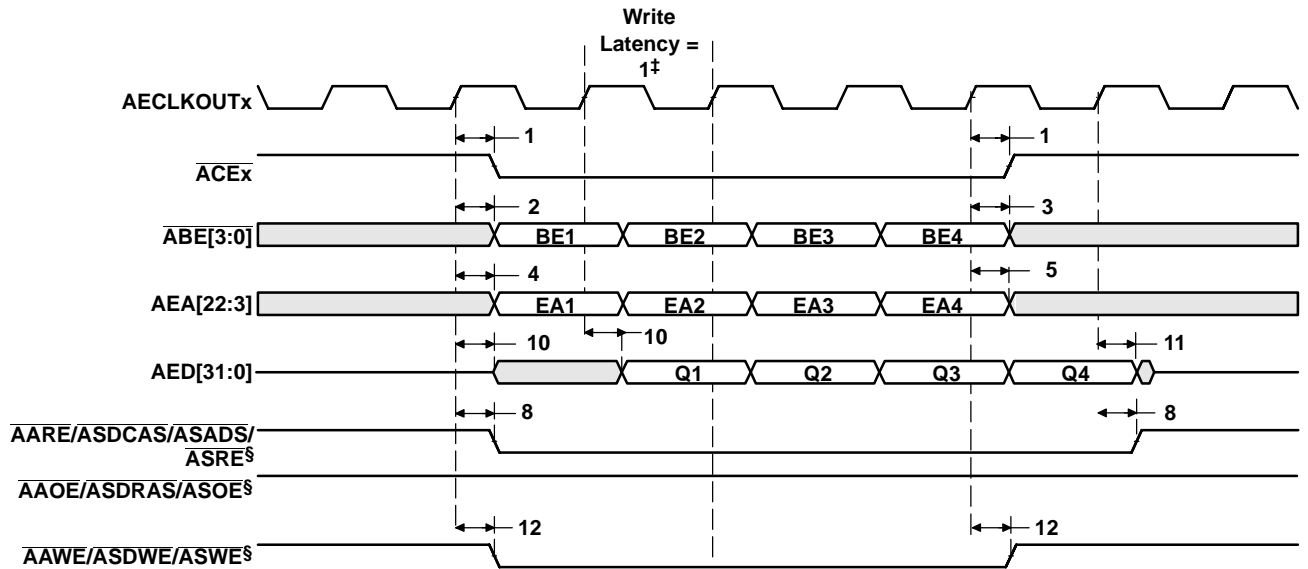 Write
Latency =
1‡
AECLKOUTx
1 1
ACEx
2 3
ABE[3:0] BE1 BE2 BE3 BE4
4 5
AEA[22:3] EA1 EA2 EA3 EA4
10 10 11
AED[31:0] Q1 Q2 Q3 Q4
8 8
AARE/ASDCAS/ASADS/
ASRE§
AAOE/ASDRAS/ASOE§
12 12
AAWE/ASDWE/ASWE§